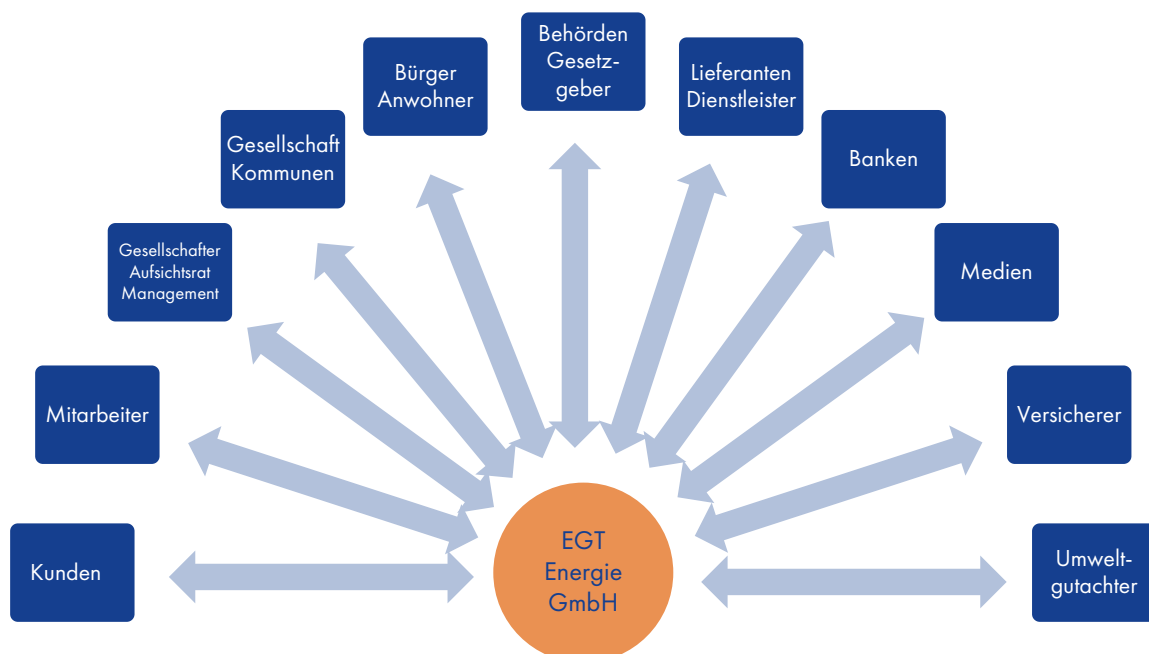 Behörden
Gesetz-
geber
Bürger
Anwohner
Lieferanten
Dienstleister
Gesellschaft
Kommunen
Banken
Gesellschafter
Aufsichtsrat
Management
Medien
Mitarbeiter
Versicherer
Kunden
EGT
Energie
GmbH
Umwelt-
gutachter